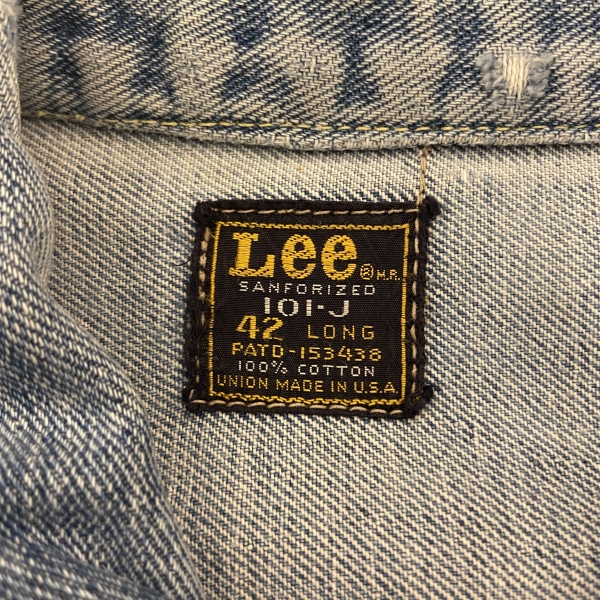 Lee ® M.R.
SANFORIZED
101-J
42 LONG
PATD-153438
100% COTTON
UNION MADE IN U.S.A.